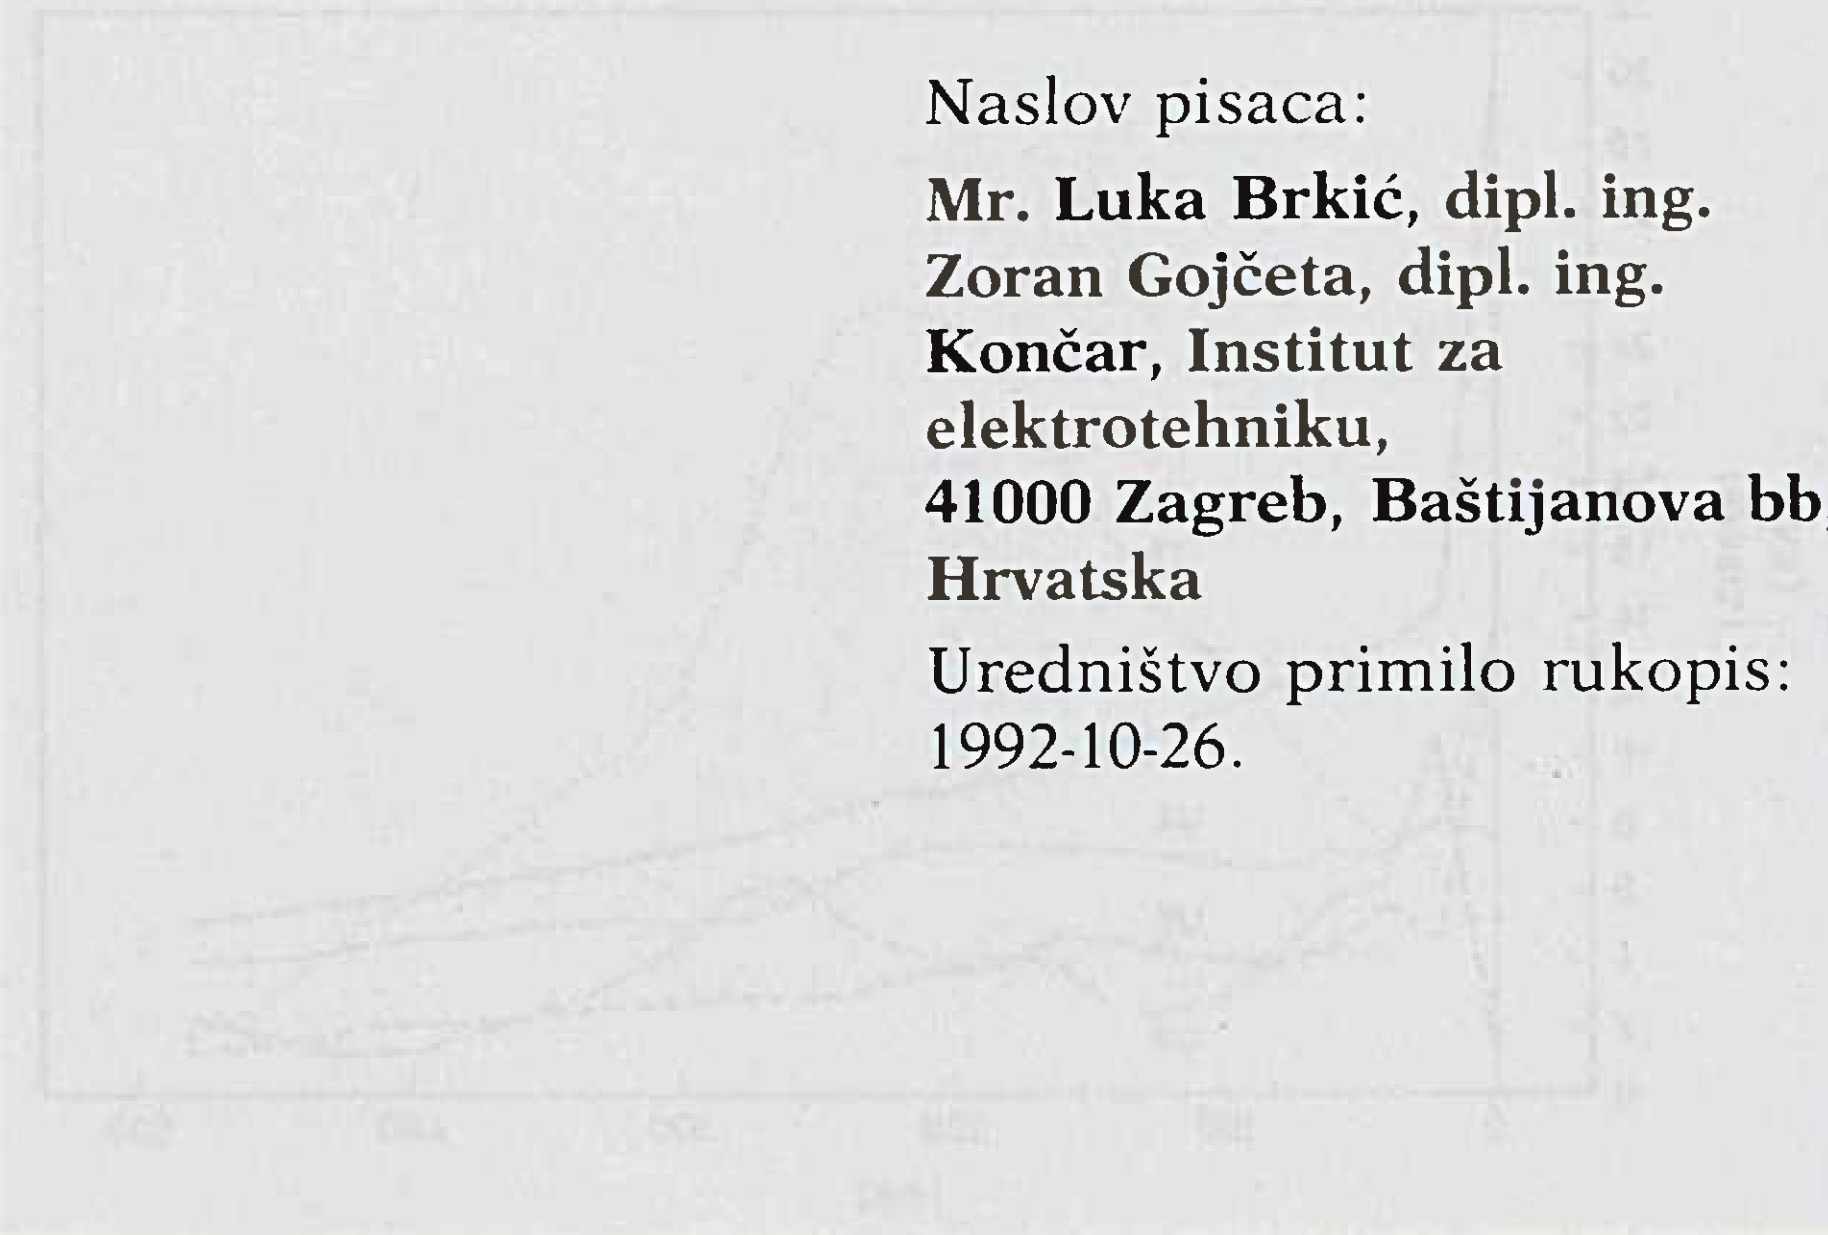 Naslov pisaca:
Mr. Luka Brkić, dipl. ing.
Zoran Gojčeta, dipl. ing.
Končar, Institut za
elektrotehniku,
41000 Zagreb, Baštijanova bb,
Hrvatska
Uredništvo primilo rukopis:
1992-10-26.